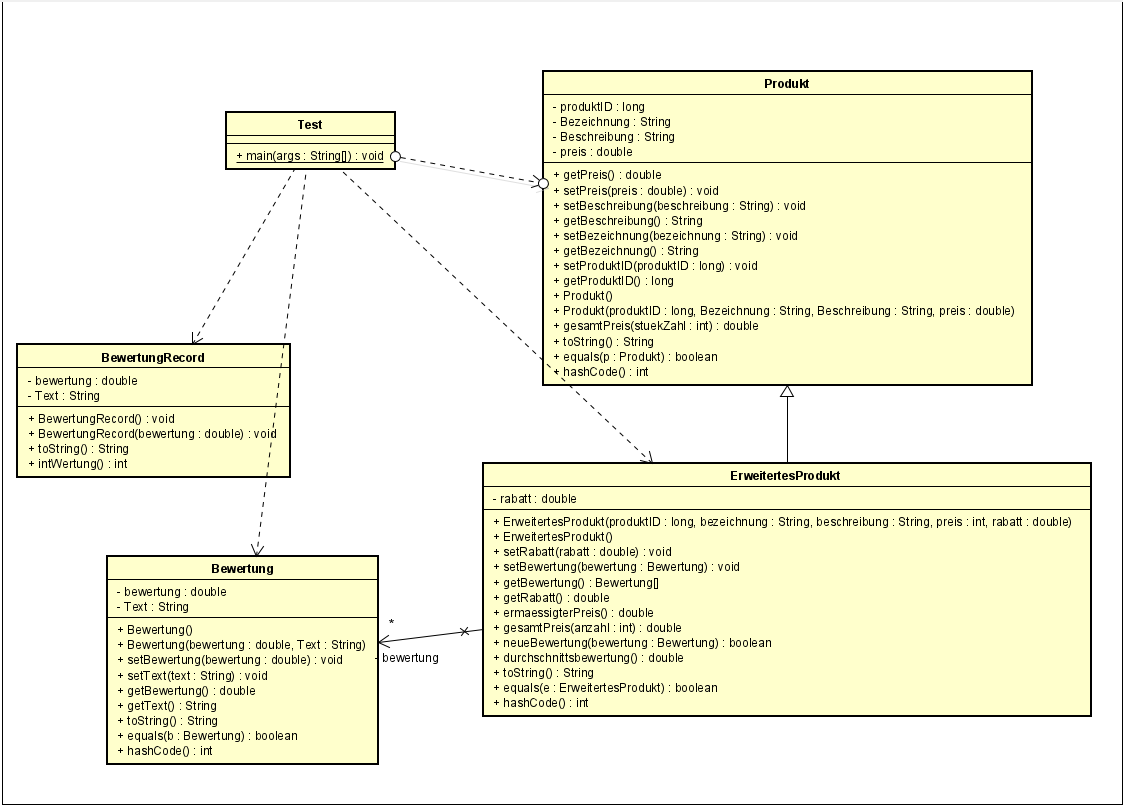 Test
+ main(args : String[]) : void
Produkt
- produktID : long
- Bezeichnung : String
- Beschreibung : String
- preis : double
+ getPreis() : double
+ setPreis(preis : double) : void
+ setBeschreibung(beschreibung : String) : void
+ getBeschreibung() : String
+ setBezeichnung(bezeichnung : String) : void
+ getBezeichnung() : String
+ setProduktID(produktID : long) : void
+ getProduktID() : long
+ Produkt()
+ Produkt(produktID : long, Bezeichnung : String, Beschreibung : String, preis : double)
+ gesamtPreis(stuekZahl : int) : double
+ toString() : String
+ equals(p : Produkt) : boolean
+ hashCode() : int
BewertungRecord
- bewertung : double
- Text : String
+ BewertungRecord() : void
+ BewertungRecord(bewertung : double) : void
+ toString() : String
+ intWertung() : int
ErweitertesProdukt
- rabatt : double
+ ErweitertesProdukt(produktID : long, bezeichnung : String, beschreibung : String, preis : int, rabatt : double)
+ ErweitertesProdukt()
+ setRabatt(rabatt : double) : void
+ setBewertung(bewertung : Bewertung) : void
+ getBewertung() : Bewertung[]
+ getRabatt() : double
+ ermaessigterPreis() : double
+ gesamtPreis(anzahl : int) : double
+ neueBewertung(bewertung : Bewertung) : boolean
+ durchschnittsbewertung() : double
+ toString() : String
+ equals(e : ErweitertesProdukt) : boolean
+ hashCode() : int
Bewertung
- bewertung : double
- Text : String
+ Bewertung()
+ Bewertung(bewertung : double, Text : String)
+ setBewertung(bewertung : double) : void
+ setText(text : String) : void
+ getBewertung() : double
+ getText() : String
+ toString() : String
+ equals(b : Bewertung) : boolean
+ hashCode() : int
*
- bewertung